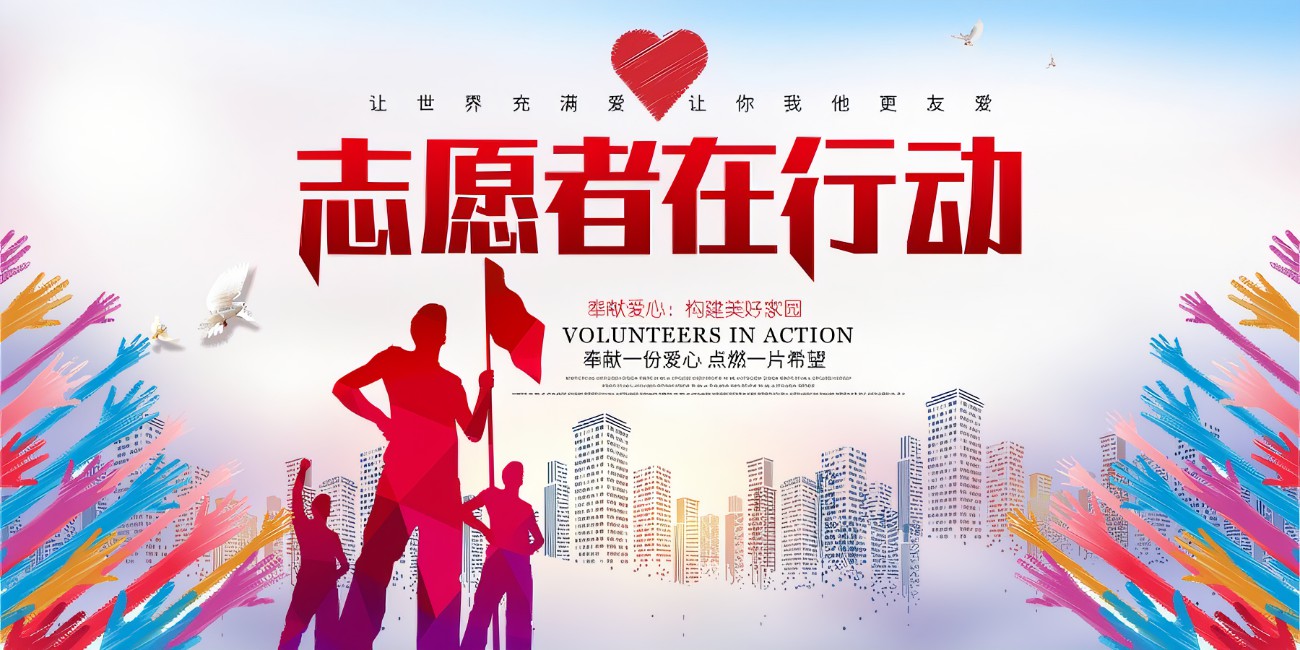 让世界充满爱 让你我他更友爱
志愿者在行动
奉献爱心：构建美好家园
VOLUNTEERS IN ACTION
奉献一份爱心 点燃一片希望